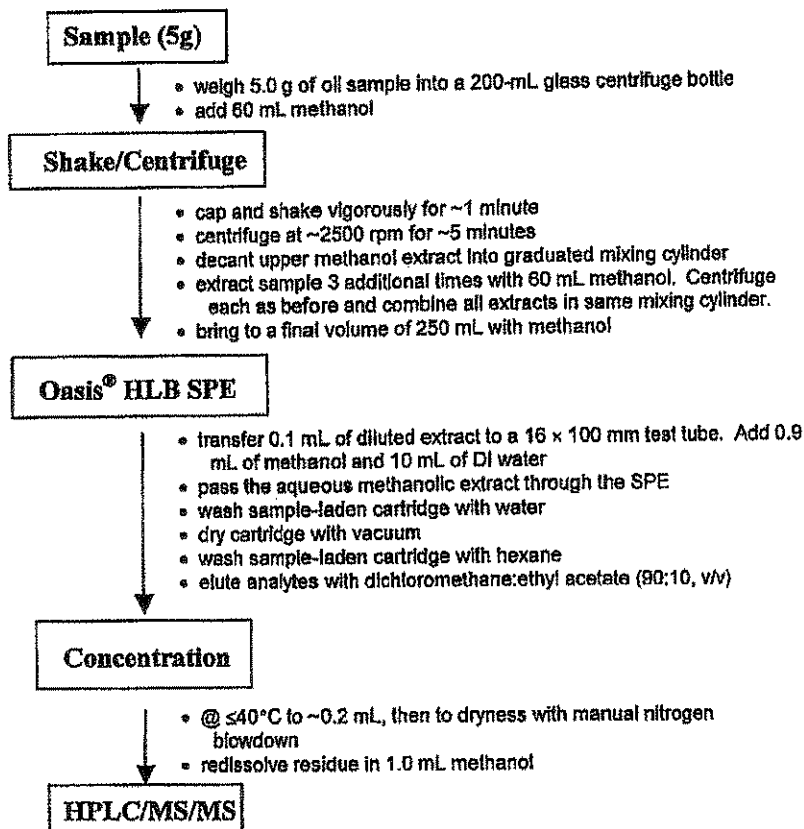 Sample (5g)
• weigh 5.0 g of oil sample into a 200-mL glass centrifuge bottle
• add 60 mL methanol
Shake/Centrifuge
• cap and shake vigorously for ~1 minute
• centrifuge at ~2500 rpm for ~5 minutes
• decant upper methanol extract into graduated mixing cylinder
• extract sample 3 additional times with 60 mL methanol. Centrifuge
each as before and combine all extracts in same mixing cylinder.
• bring to a final volume of 250 mL with methanol
Oasis® HLB SPE
• transfer 0.1 mL of diluted extract to a 16 × 100 mm test tube. Add 0.9
mL of methanol and 10 mL of DI water
• pass the aqueous methanolic extract through the SPE
• wash sample-laden cartridge with water
• dry cartridge with vacuum
• wash sample-laden cartridge with hexane
• elute analytes with dichloromethane:ethyl acetate (90:10, v/v)
Concentration
• @ ≤40°C to ~0.2 mL, then to dryness with manual nitrogen
blowdown
• redissolve residue in 1.0 mL methanol
HPLC/MS/MS